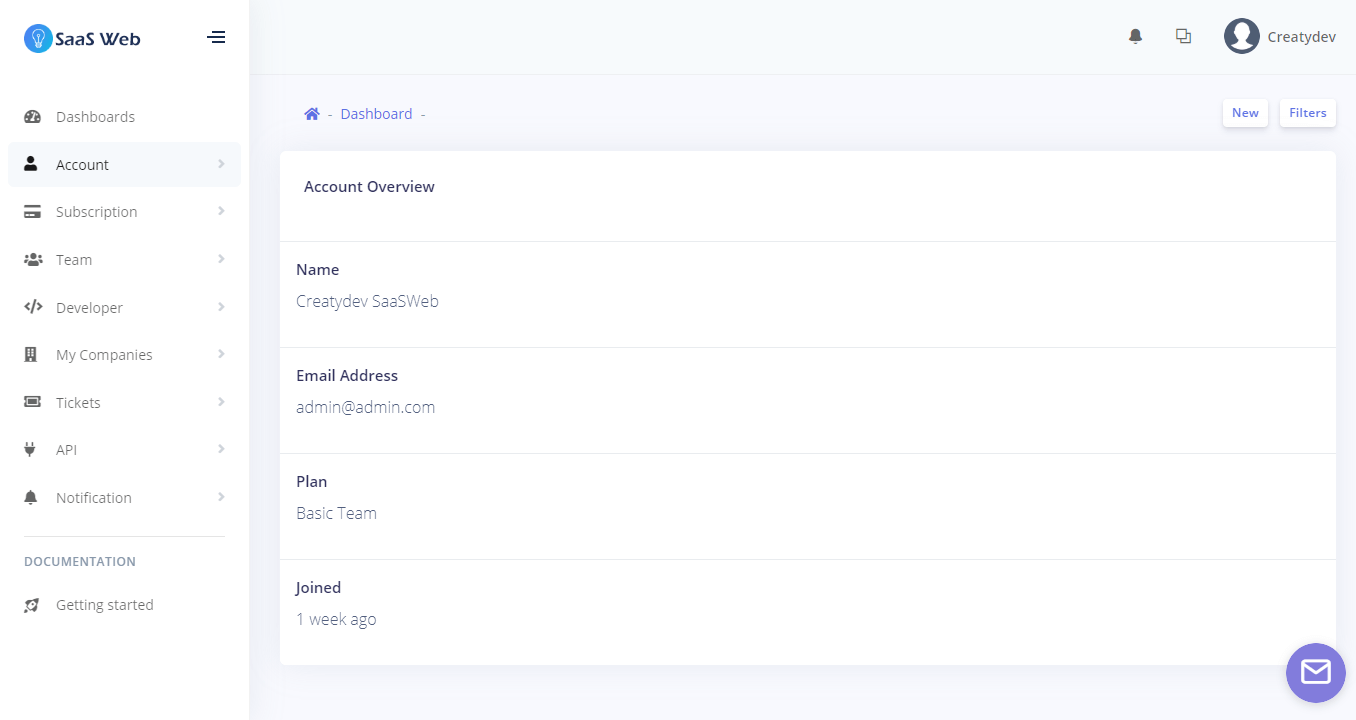 SaaS Web
Creatydev
Dashboards
Account
Subscription
Team
Developer
My Companies
Tickets
API
Notification
DOCUMENTATION
Getting started
- Dashboard -
New
Filters
Account Overview
Name
Creatydev SaaSWeb
Email Address
admin@admin.com
Plan
Basic Team
Joined
1 week ago